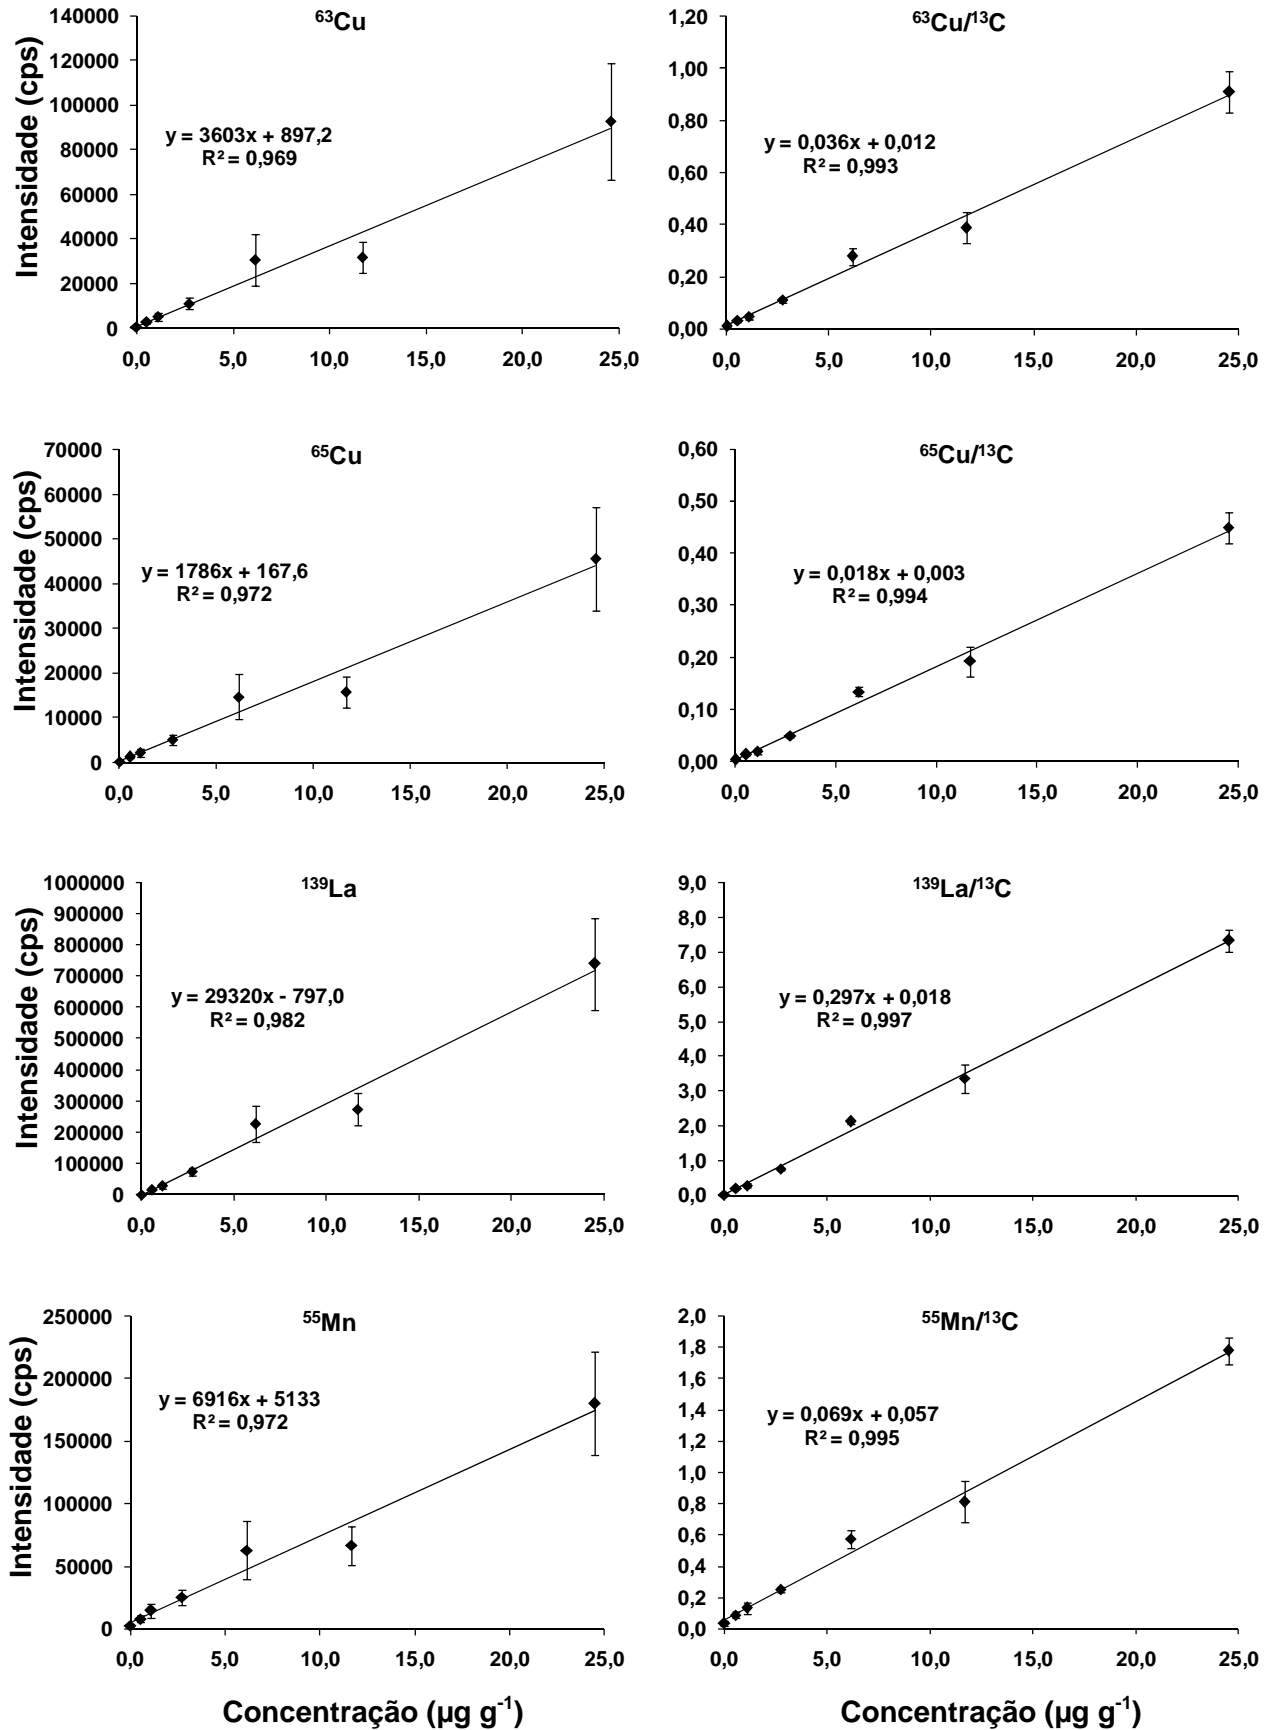 ⁶³Cu
Intensidade (cps)
140000
120000
100000
80000
60000
40000
20000
0
y = 3603x + 897,2
R² = 0,969
0,0 5,0 10,0 15,0 20,0 25,0
⁶³Cu/¹³C
1,20
1,00
0,80
0,60
0,40
0,20
0,00
y = 0,036x + 0,012
R² = 0,993
0,0 5,0 10,0 15,0 20,0 25,0
⁶⁵Cu
Intensidade (cps)
70000
60000
50000
40000
30000
20000
10000
0
y = 1786x + 167,6
R² = 0,972
0,0 5,0 10,0 15,0 20,0 25,0
⁶⁵Cu/¹³C
0,60
0,50
0,40
0,30
0,20
0,10
0,00
y = 0,018x + 0,003
R² = 0,994
0,0 5,0 10,0 15,0 20,0 25,0
¹³⁹La
Intensidade (cps)
1000000
900000
800000
700000
600000
500000
400000
300000
200000
100000
0
y = 29320x - 797,0
R² = 0,982
0,0 5,0 10,0 15,0 20,0 25,0
¹³⁹La/¹³C
9,0
8,0
7,0
6,0
5,0
4,0
3,0
2,0
1,0
0,0
y = 0,297x + 0,018
R² = 0,997
0,0 5,0 10,0 15,0 20,0 25,0
⁵⁵Mn
Intensidade (cps)
250000
200000
150000
100000
50000
0
y = 6916x + 5133
R² = 0,972
0,0 5,0 10,0 15,0 20,0 25,0
Concentração (µg g⁻¹)
⁵⁵Mn/¹³C
2,0
1,8
1,6
1,4
1,2
1,0
0,8
0,6
0,4
0,2
0,0
y = 0,069x + 0,057
R² = 0,995
0,0 5,0 10,0 15,0 20,0 25,0
Concentração (µg g⁻¹)